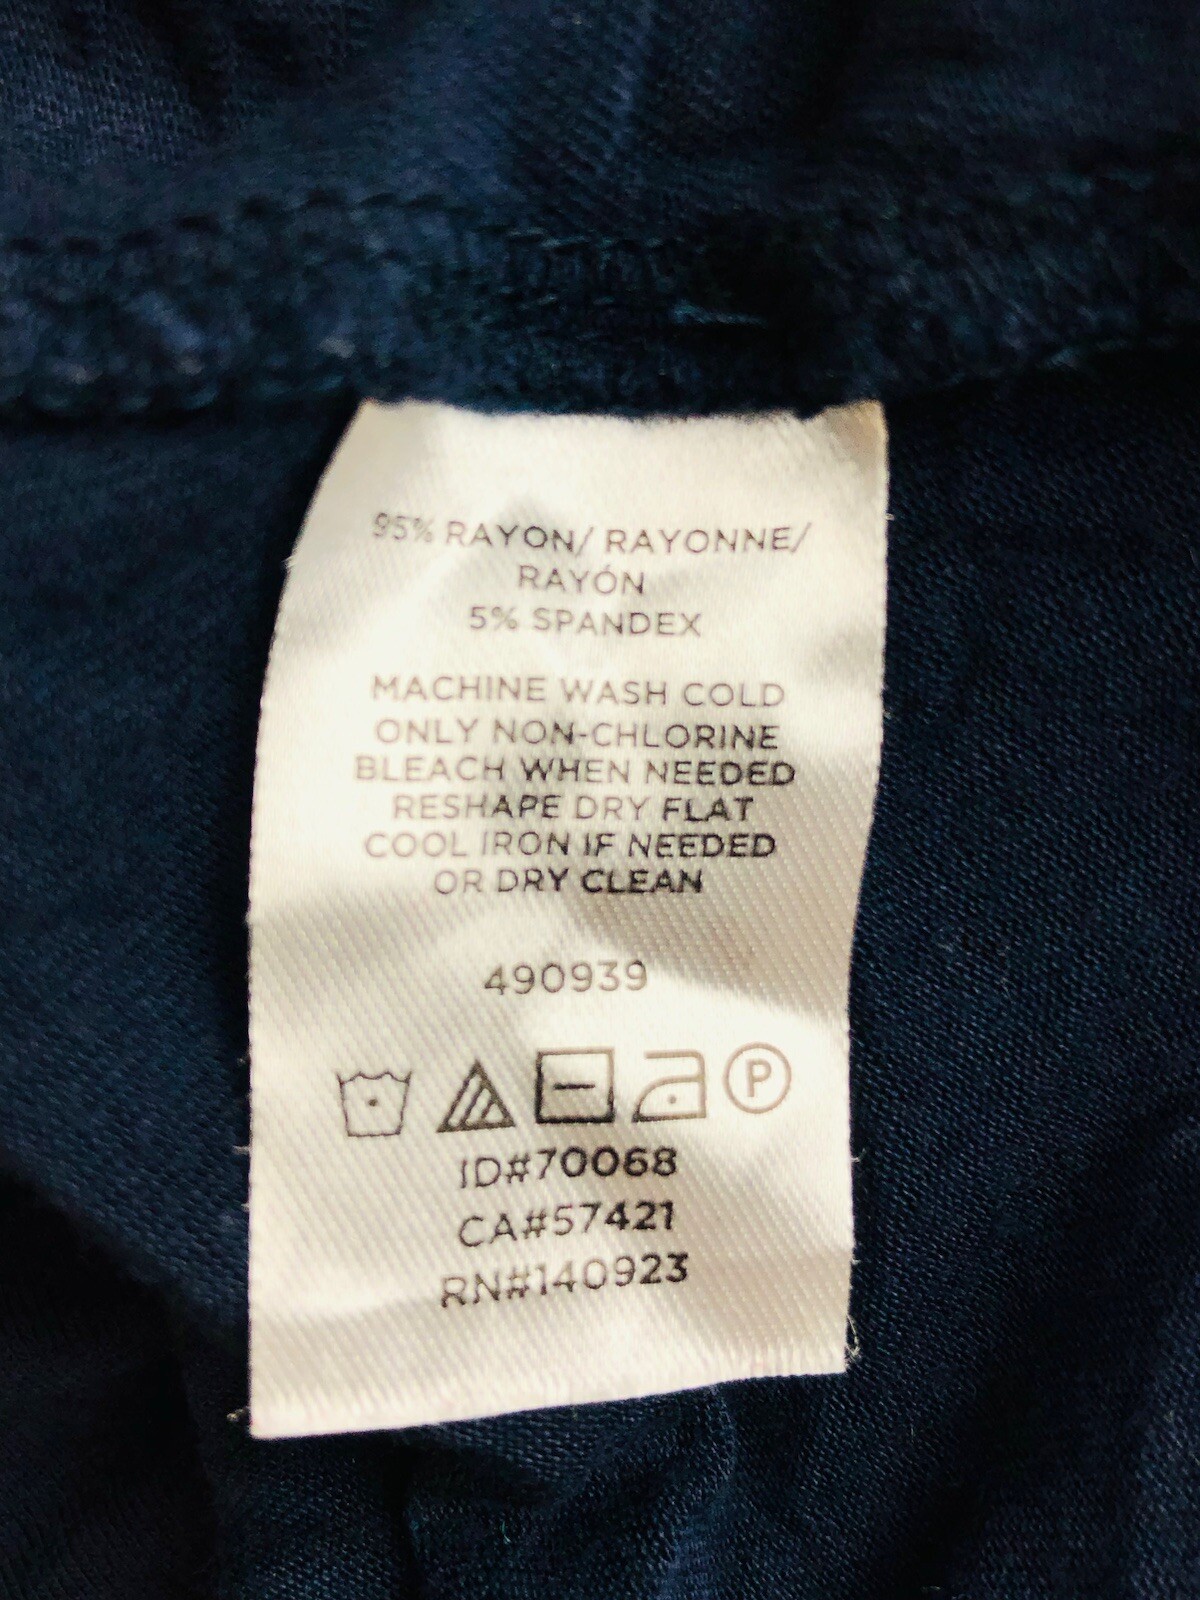 95% RAYON/ RAYONNE/
RAYÓN
5% SPANDEX
MACHINE WASH COLD
ONLY NON-CHLORINE
BLEACH WHEN NEEDED
RESHAPE DRY FLAT
COOL IRON IF NEEDED
OR DRY CLEAN
490939
P
ID#70068
CA#57421
RN#140923